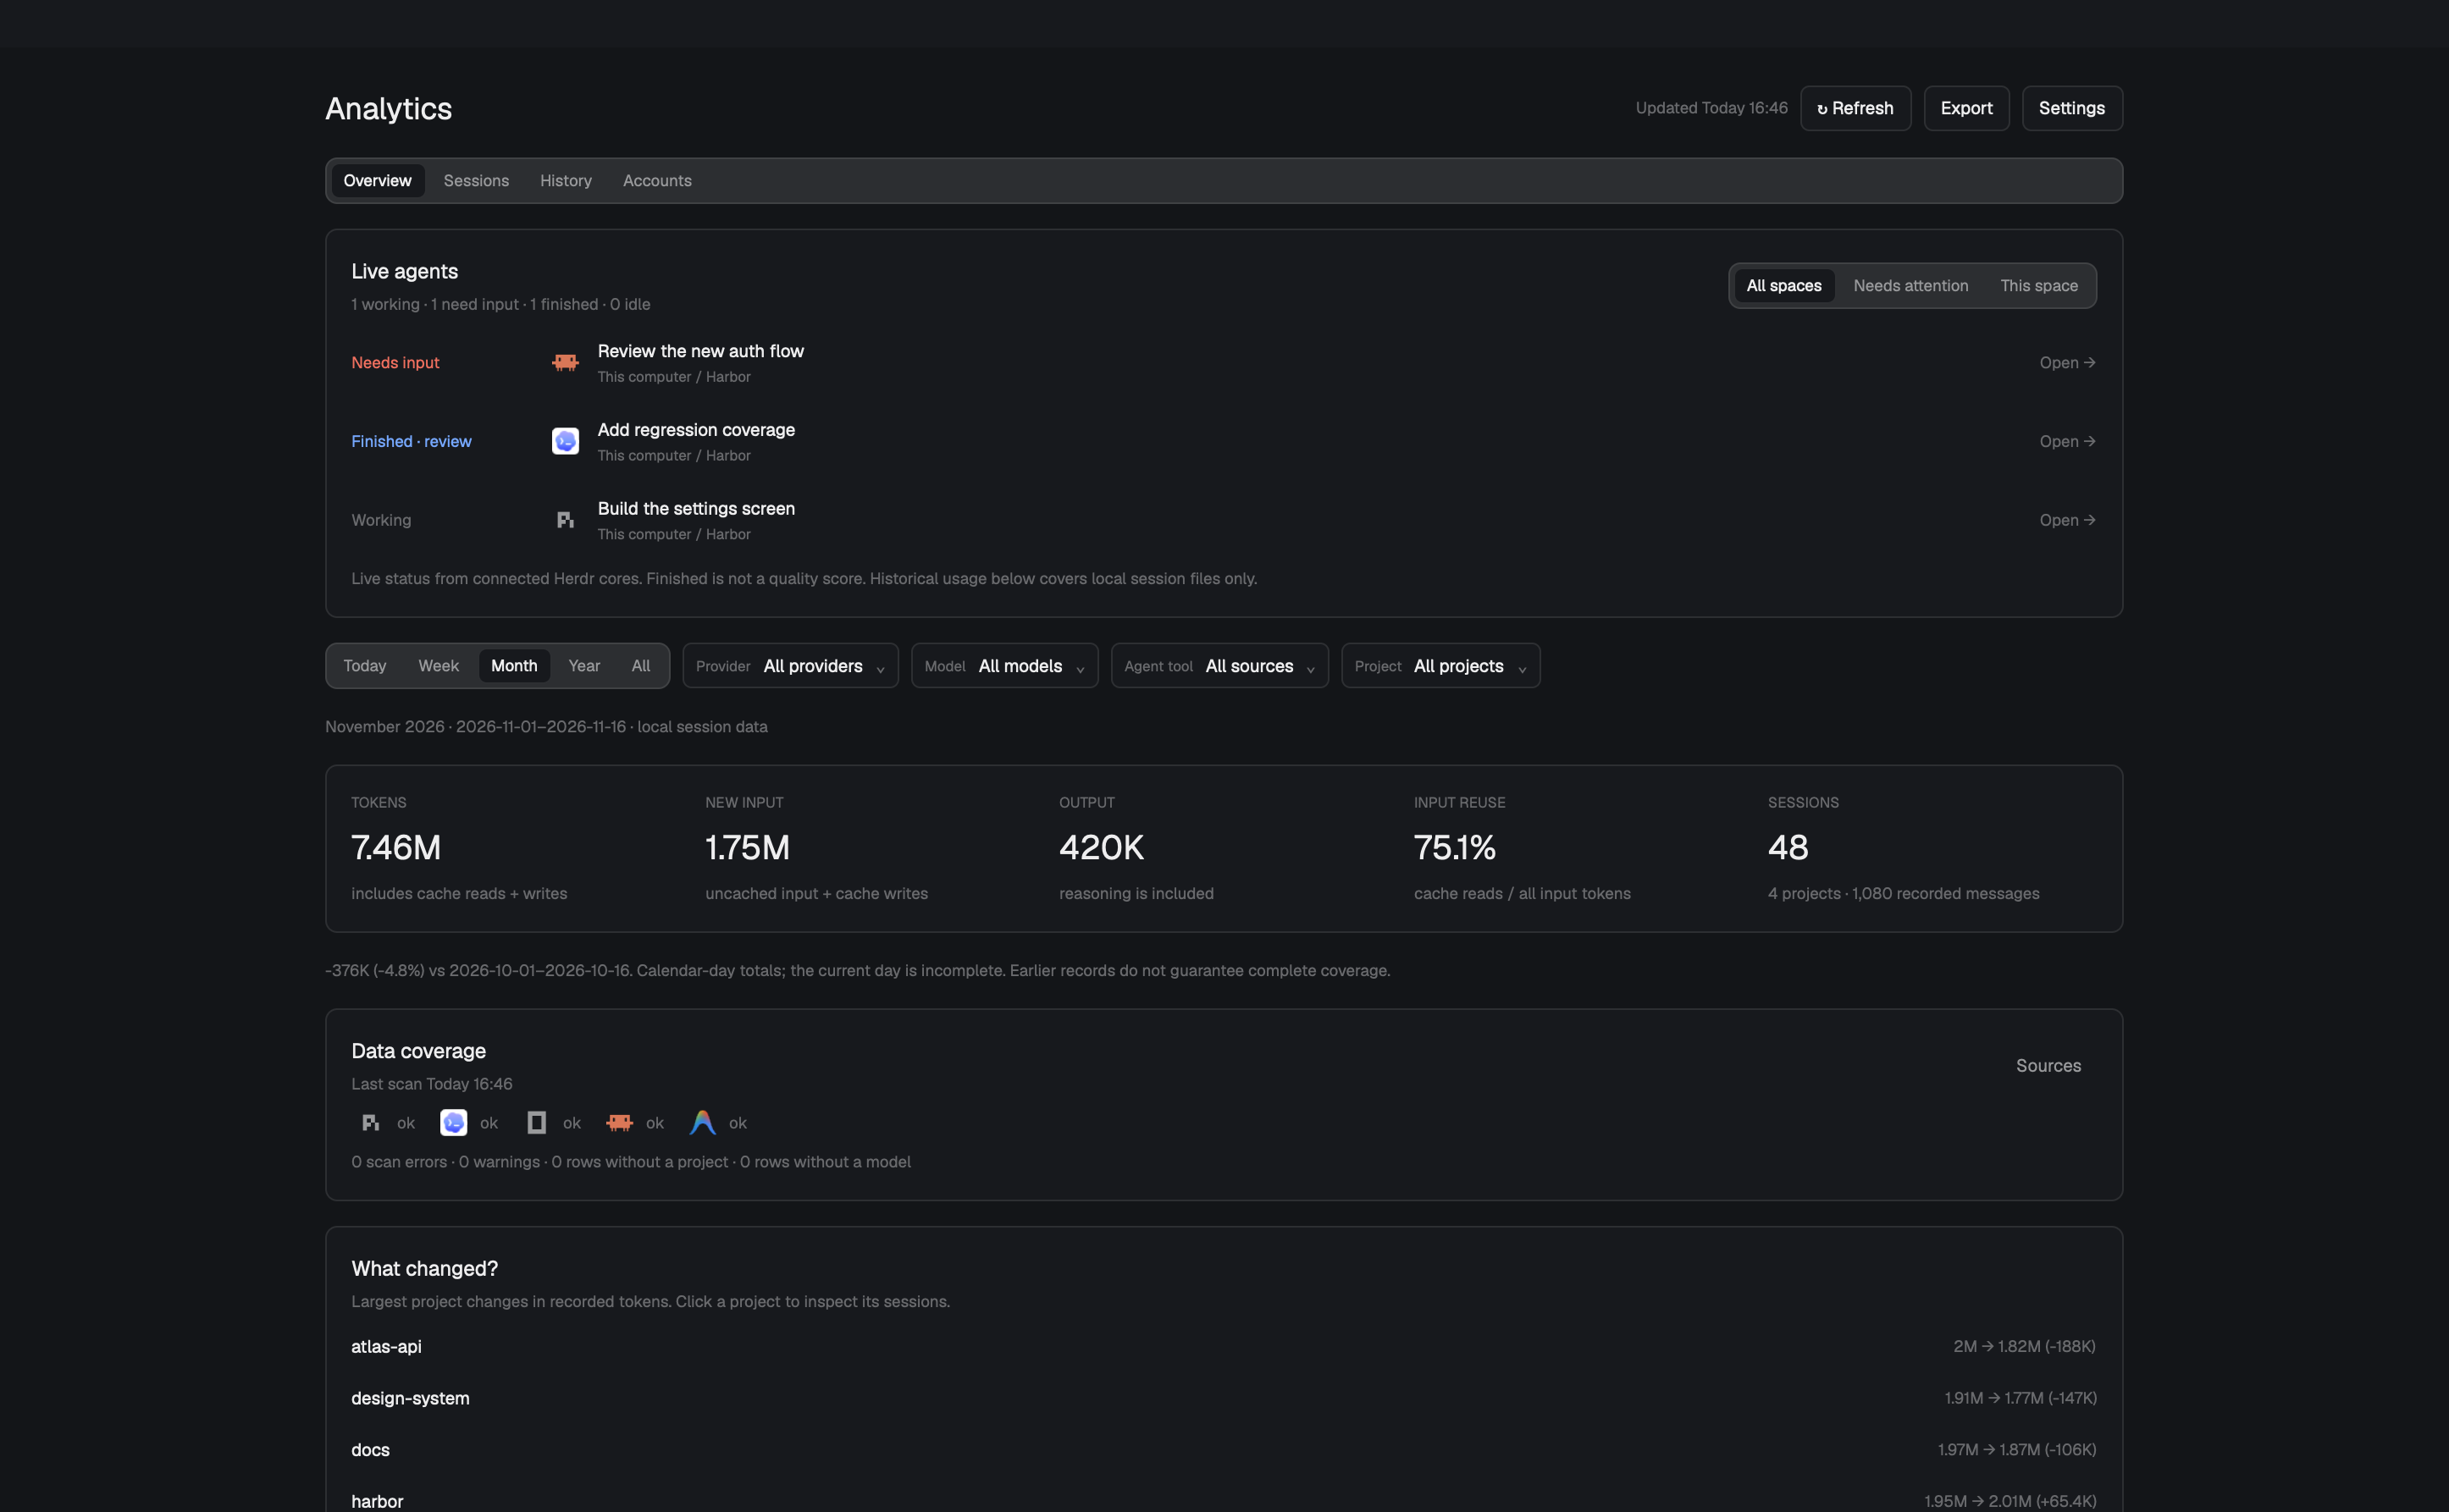 Analytics
Updated Today 16:46
↻ Refresh
Export
Settings
Overview
Sessions
History
Accounts
Live agents
1 working · 1 need input · 1 finished · 0 idle
All spaces
Needs attention
This space
Needs input
Review the new auth flow
This computer / Harbor
Open →
Finished · review
Add regression coverage
This computer / Harbor
Open →
Working
Build the settings screen
This computer / Harbor
Open →
Live status from connected Herdr cores. Finished is not a quality score. Historical usage below covers local session files only.
Today
Week
Month
Year
All
Provider All providers
Model All models
Agent tool All sources
Project All projects
November 2026 · 2026-11-01–2026-11-16 · local session data
TOKENS
7.46M
includes cache reads + writes
NEW INPUT
1.75M
uncached input + cache writes
OUTPUT
420K
reasoning is included
INPUT REUSE
75.1%
cache reads / all input tokens
SESSIONS
48
4 projects · 1,080 recorded messages
-376K (-4.8%) vs 2026-10-01–2026-10-16. Calendar-day totals; the current day is incomplete. Earlier records do not guarantee complete coverage.
Data coverage
Last scan Today 16:46
Sources
ok
ok
ok
ok
ok
0 scan errors · 0 warnings · 0 rows without a project · 0 rows without a model
What changed?
Largest project changes in recorded tokens. Click a project to inspect its sessions.
atlas-api
2M → 1.82M (-188K)
design-system
1.91M → 1.77M (-147K)
docs
1.97M → 1.87M (-106K)
harbor
1.95M → 2.01M (+65.4K)